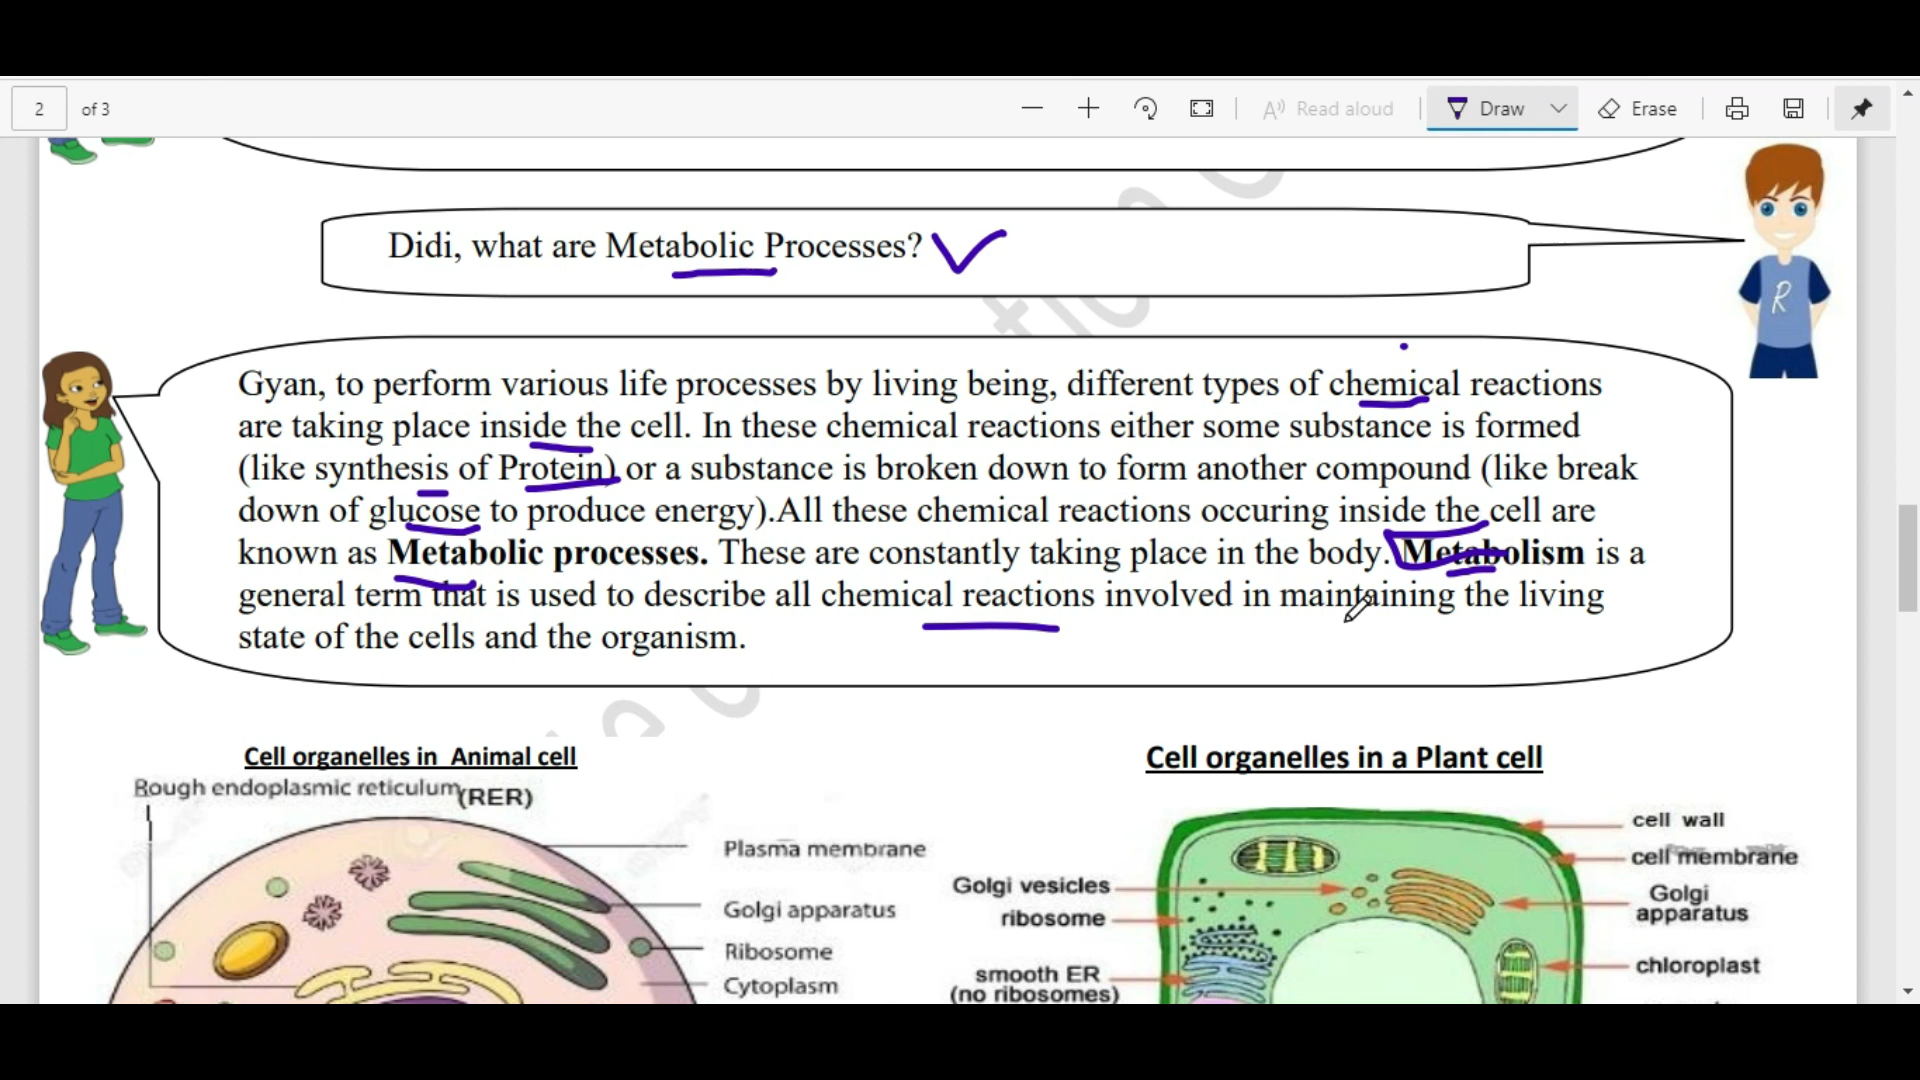 2 of 3 Read aloud Draw Erase
Didi, what are Metabolic Processes?
R
Gyan, to perform various life processes by living being, different types of chemical reactions
are taking place inside the cell. In these chemical reactions either some substance is formed
(like synthesis of Protein) or a substance is broken down to form another compound (like break
down of glucose to produce energy).All these chemical reactions occuring inside the cell are
known as Metabolic processes. These are constantly taking place in the body. Metabolism is a
general term that is used to describe all chemical reactions involved in maintaining the living
state of the cells and the organism.
Cell organelles in Animal cell
Rough endoplasmic reticulum (RER)
Plasma membrane
Golgi apparatus
Ribosome
Cytoplasm
Cell organelles in a Plant cell
cell wall
cell membrane
Golgi vesicles
Golgi
apparatus
ribosome
chloroplast
smooth ER
(no ribosomes)